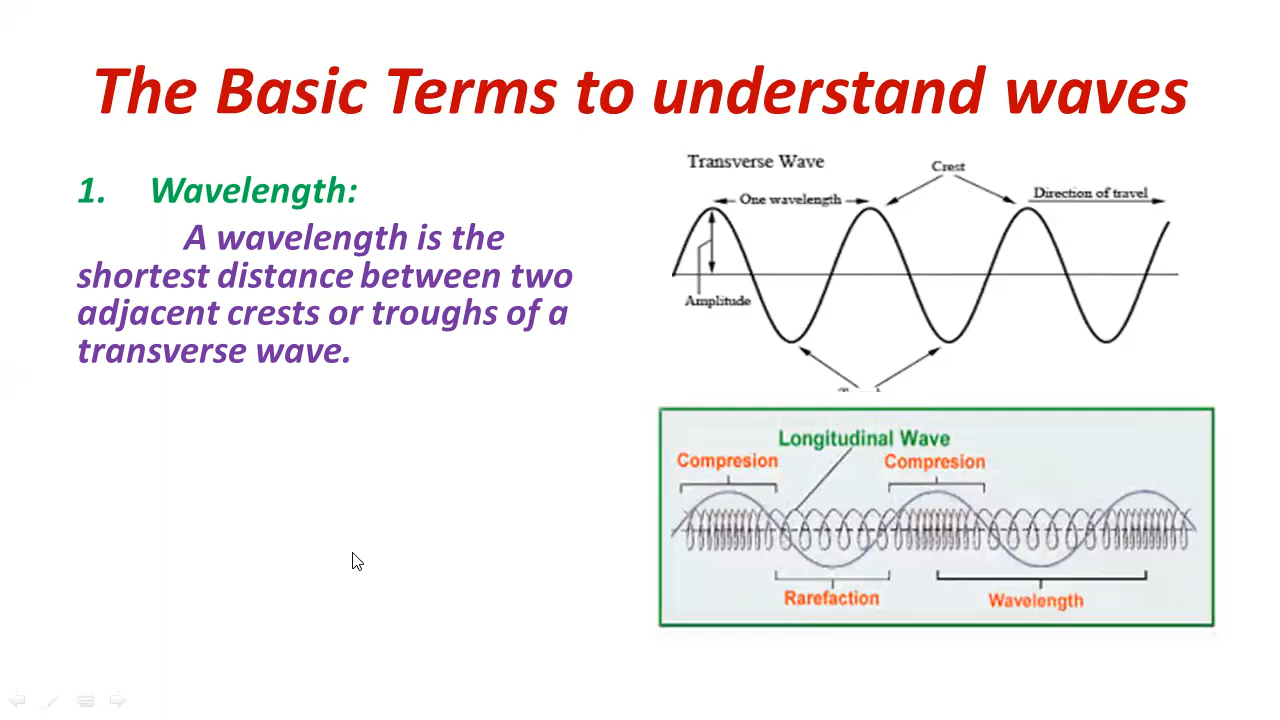 The Basic Terms to understand waves
1. Wavelength:
A wavelength is the
shortest distance between two
adjacent crests or troughs of a
transverse wave.
Transverse Wave
Crest
One wavelength
Direction of travel
Amplitude
Longitudinal Wave
Compresion
Compresion
Rarefaction
Wavelength